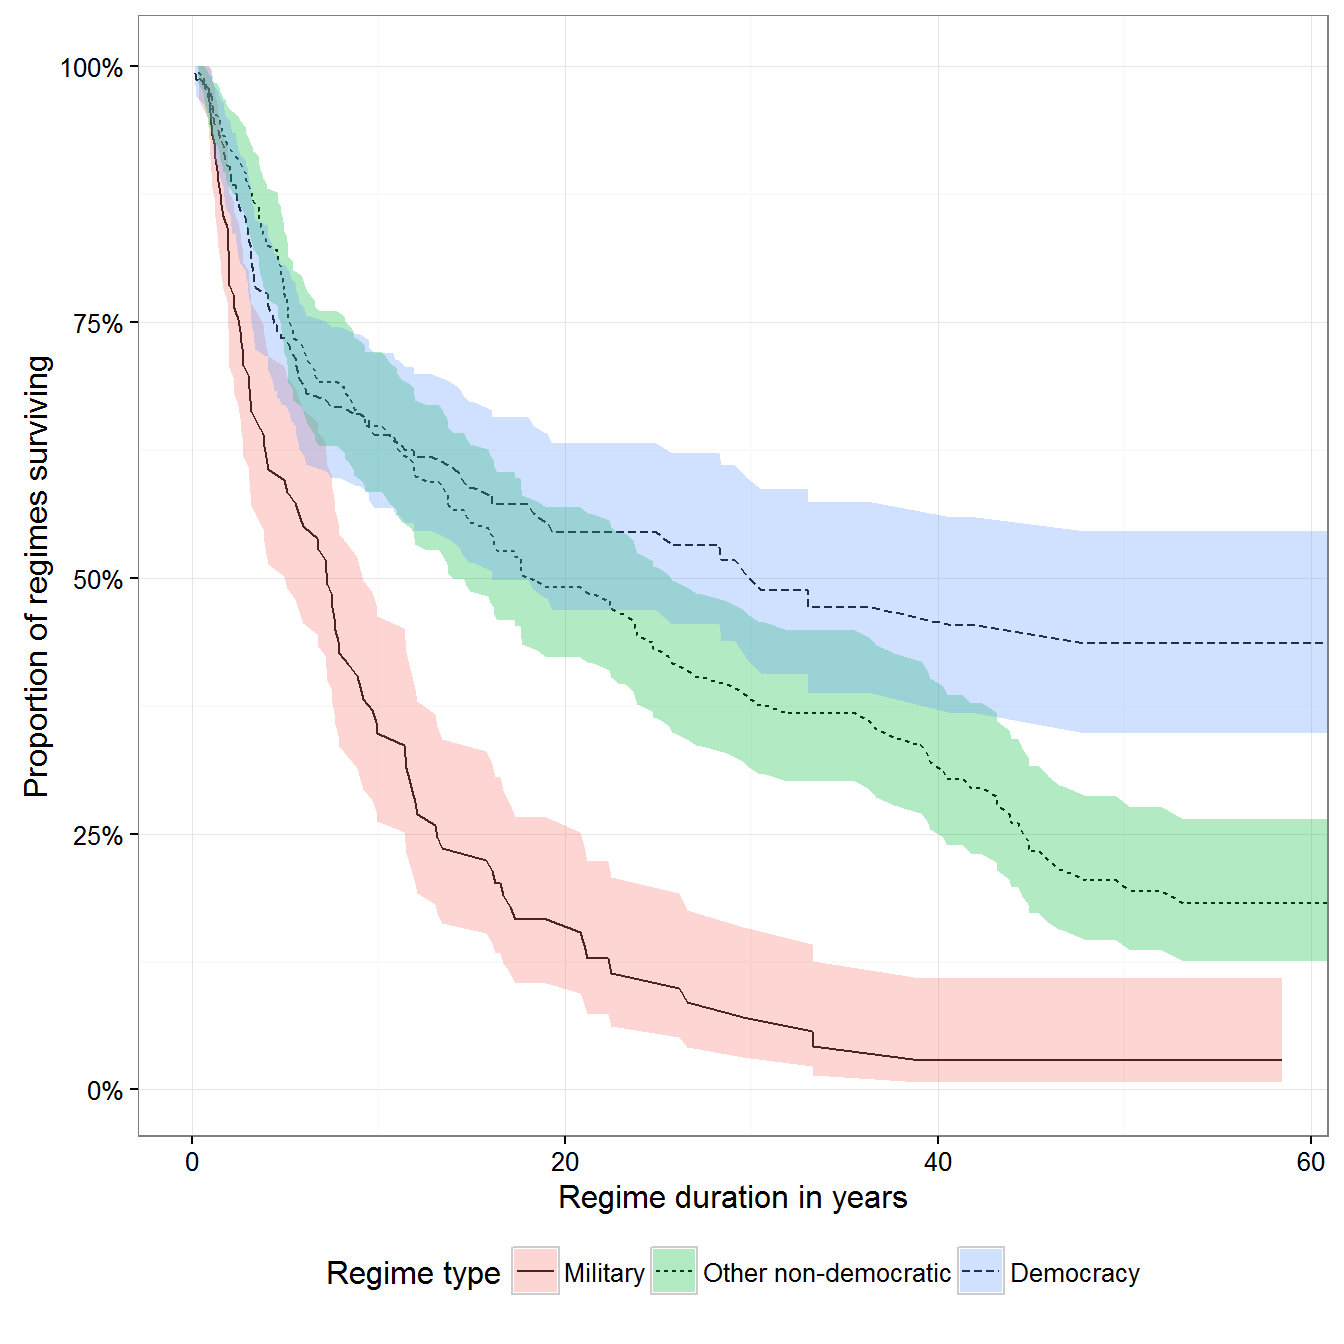 Proportion of regimes surviving
100%
75%
50%
25%
0%
0 20 40 60
Regime duration in years
Regime type Military Other non-democratic Democracy